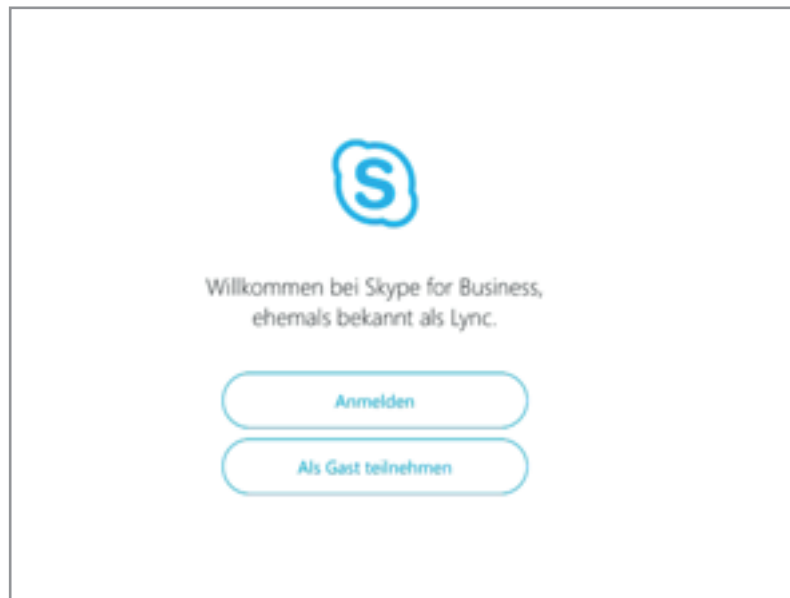 S
Willkommen bei Skype for Business,
ehemals bekannt als Lync.
Anmelden
Als Gast teilnehmen